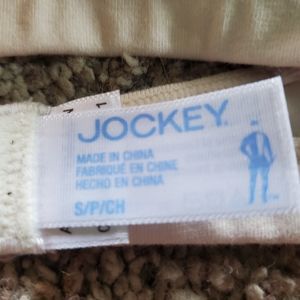 JOCKEY
MADE IN CHINA
FABRIQUÉ EN CHINE
HECHO EN CHINA
S/P/CH